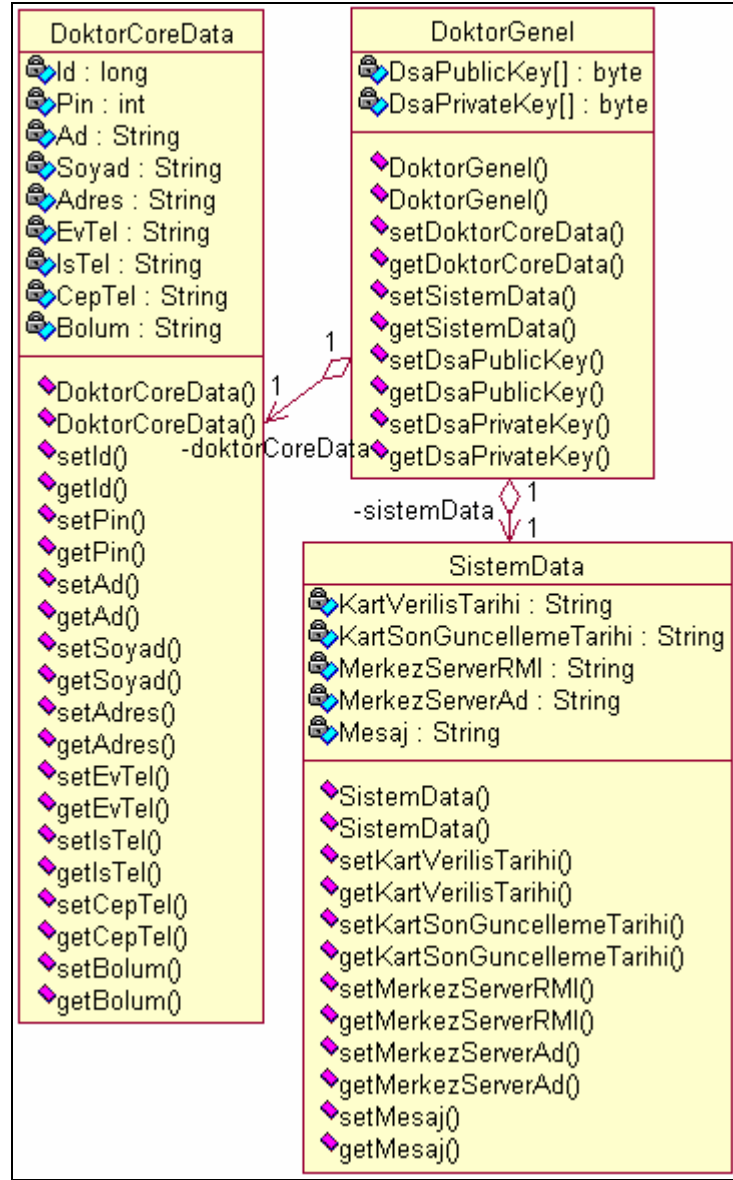 DoktorCoreData
Id : long
Pin : int
Ad : String
Soyad : String
Adres : String
EvTel : String
IsTel : String
CepTel : String
Bolum : String
DoktorCoreData()
DoktorCoreData()
setId()
getId()
setPin()
getPin()
setAd()
getAd()
setSoyad()
getSoyad()
setAdres()
getAdres()
setEvTel()
getEvTel()
setIsTel()
getIsTel()
setCepTel()
getCepTel()
setBolum()
getBolum()
1
1
-doktorCoreData
DoktorGenel
DsaPublicKey[] : byte
DsaPrivateKey[] : byte
DoktorGenel()
DoktorGenel()
setDoktorCoreData()
getDoktorCoreData()
setSistemData()
getSistemData()
setDsaPublicKey()
getDsaPublicKey()
setDsaPrivateKey()
getDsaPrivateKey()
1
-sistemData
1
SistemData
KartVerilisTarihi : String
KartSonGuncellemeTarihi : String
MerkezServerRMI : String
MerkezServerAd : String
Mesaj : String
SistemData()
SistemData()
setKartVerilisTarihi()
getKartVerilisTarihi()
setKartSonGuncellemeTarihi()
getKartSonGuncellemeTarihi()
setMerkezServerRMI()
getMerkezServerRMI()
setMerkezServerAd()
getMerkezServerAd()
setMesaj()
getMesaj()